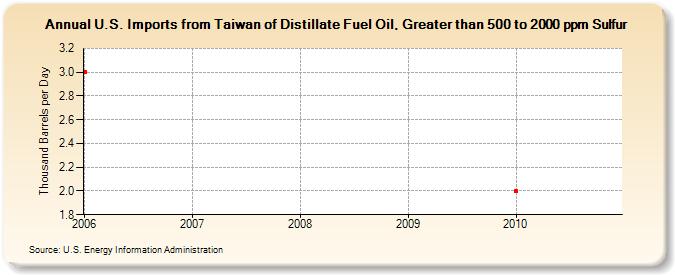 Annual U.S. Imports from Taiwan of Distillate Fuel Oil, Greater than 500 to 2000 ppm Sulfur
Thousand Barrels per Day
3.2
3.0
2.8
2.6
2.4
2.2
2.0
1.8
2006 2007 2008 2009 2010
Source: U.S. Energy Information Administration